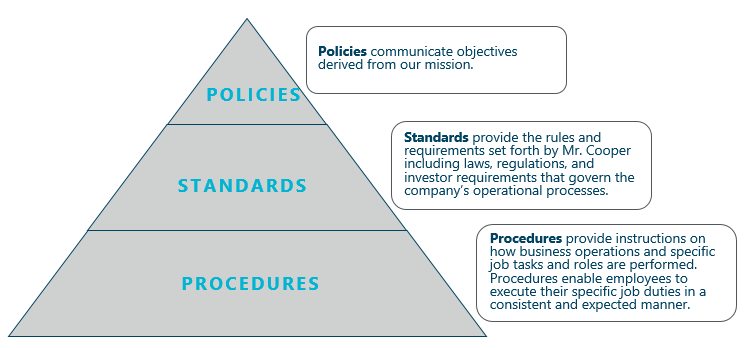 POLICIES
Policies communicate objectives
derived from our mission.
STANDARDS
Standards provide the rules and
requirements set forth by Mr. Cooper
including laws, regulations, and
investor requirements that govern the
company's operational processes.
PROCEDURES
Procedures provide instructions on
how business operations and specific
job tasks and roles are performed.
Procedures enable employees to
execute their specific job duties in a
consistent and expected manner.